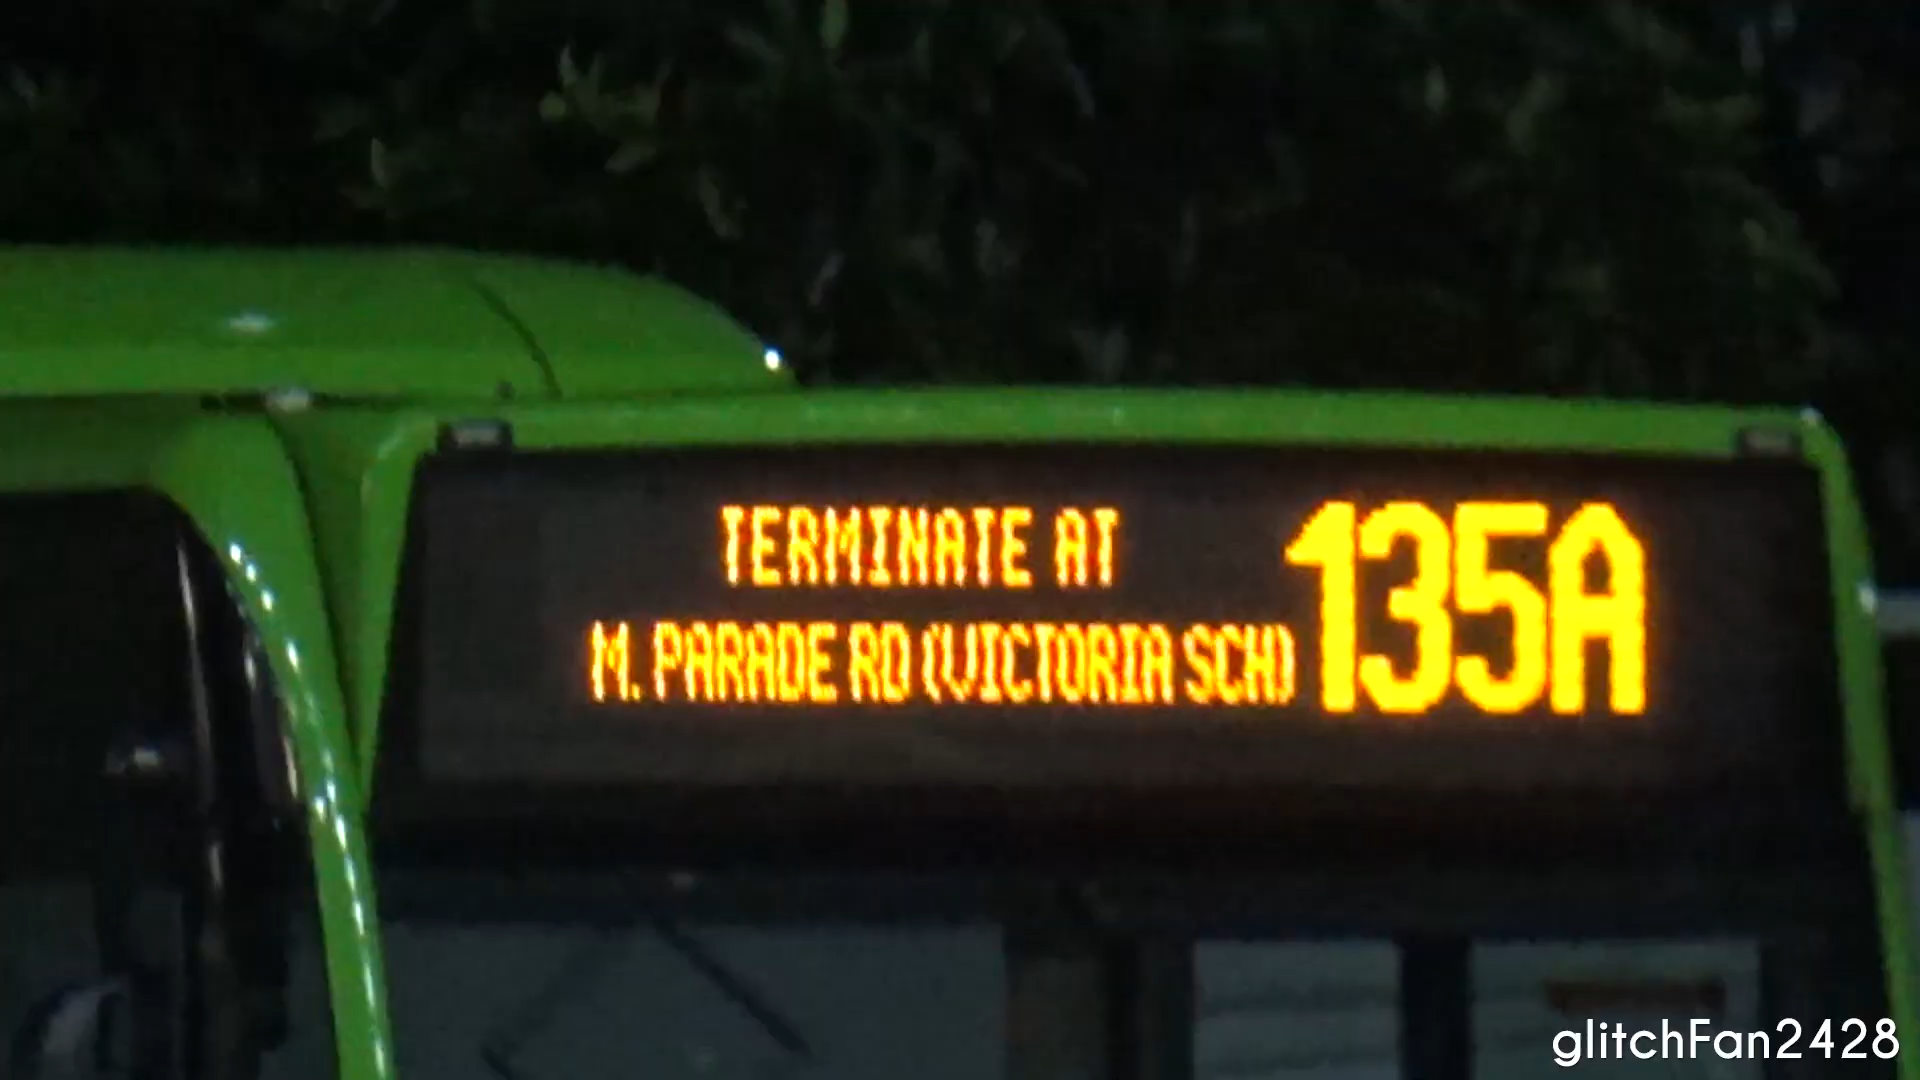 TERMINATE AT
M. PARADE RD (VICTORIA SCH)
135A
glitchFan2428